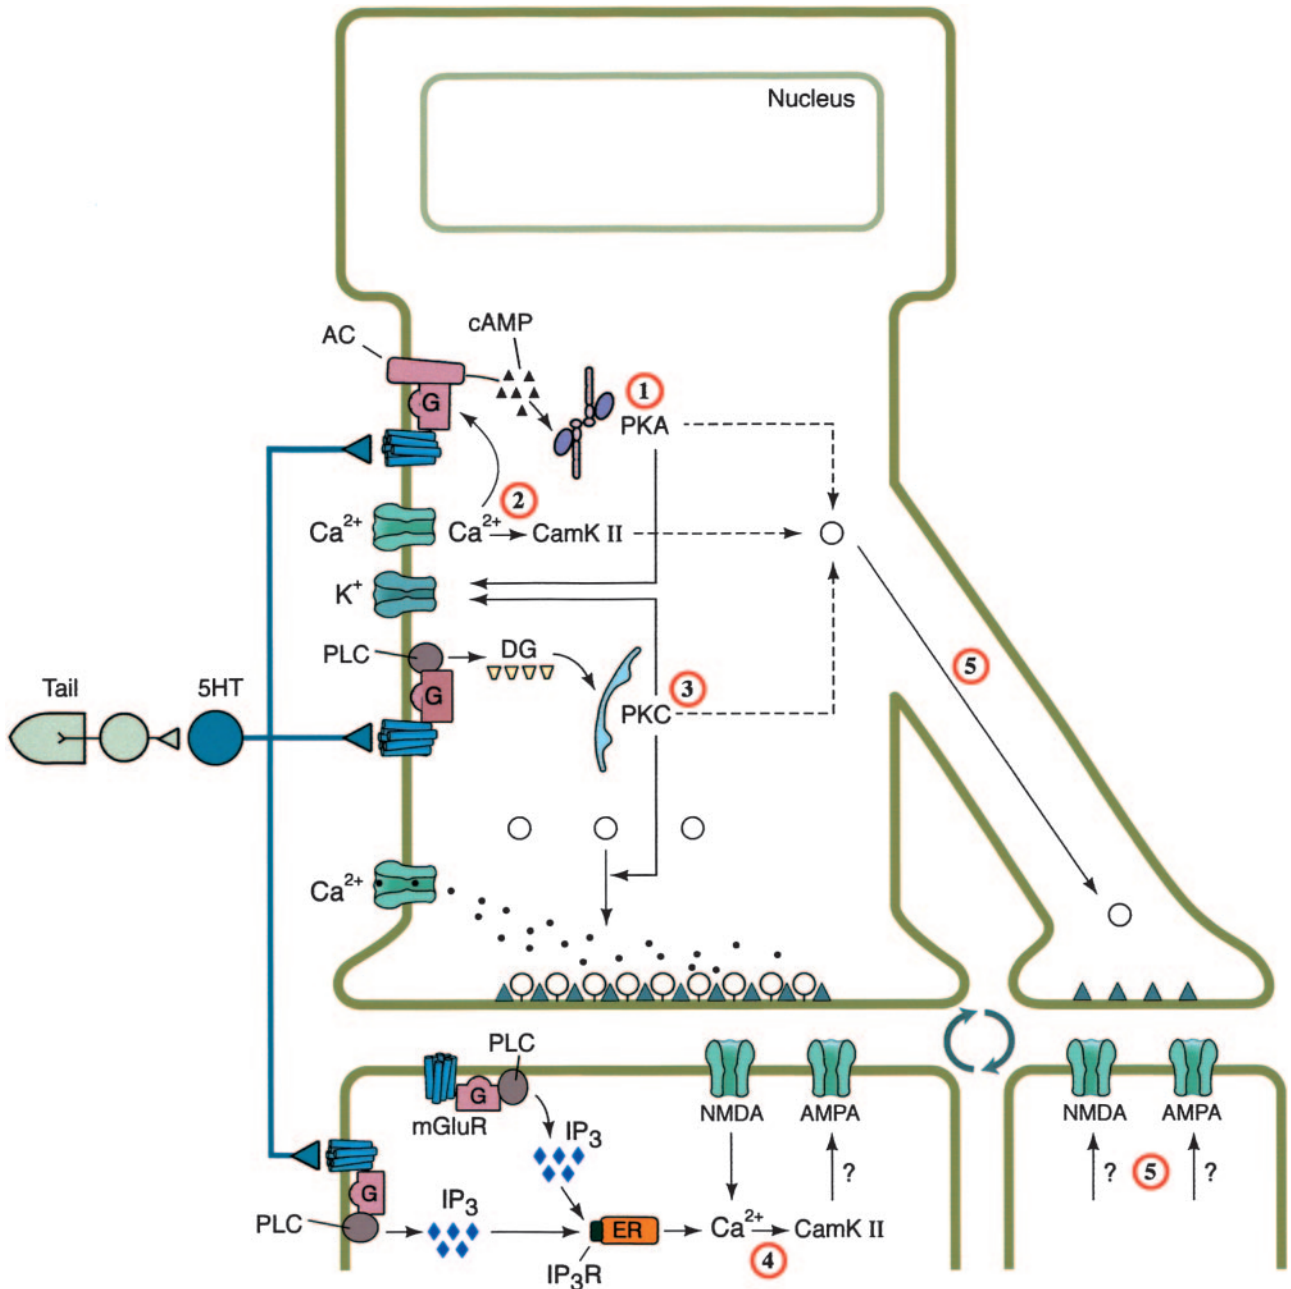 Nucleus
cAMP
AC
G
1
PKA
2
Ca²⁺
Ca²⁺
CamK II
K⁺
PLC
DG
5
Tail
5HT
G
3
PKC
Ca²⁺
PLC
G
mGluR
NMDA
AMPA
NMDA
AMPA
IP₃
?
?
5
?
G
IP₃
PLC
ER
Ca²⁺
CamK II
4
IP₃R